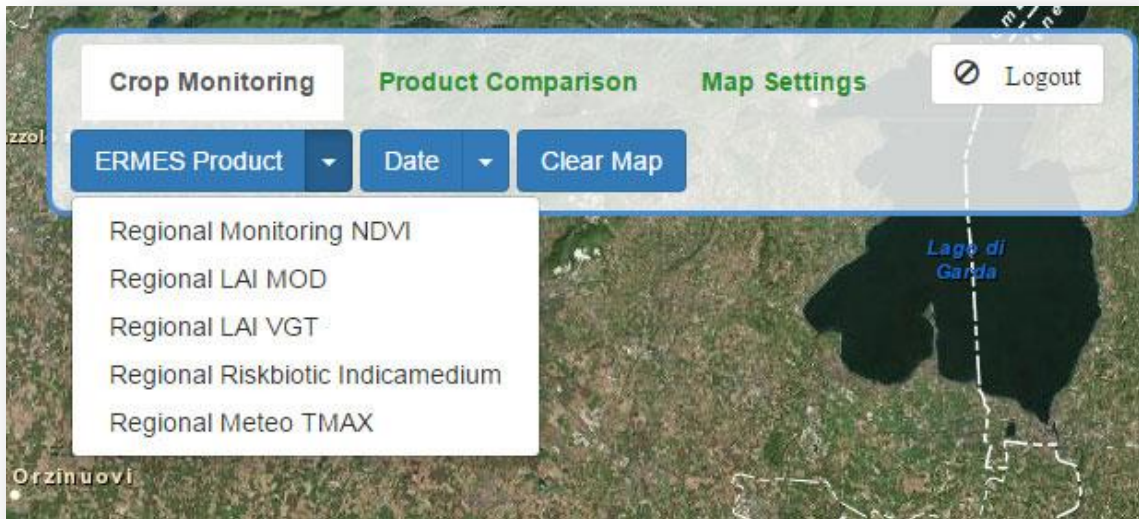 Crop Monitoring
Product Comparison
Map Settings
Logout
ERMES Product
Date
Clear Map
Regional Monitoring NDVI
Regional LAI MOD
Regional LAI VGT
Regional Riskbiotic Indicamedium
Regional Meteo TMAX
Lago di
Garda
Orzinuovi